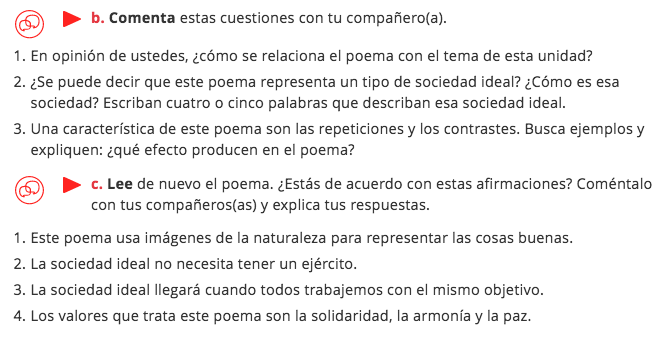 b. Comenta estas cuestiones con tu compañero(a).
1. En opinión de ustedes, ¿cómo se relaciona el poema con el tema de esta unidad?
2. ¿Se puede decir que este poema representa un tipo de sociedad ideal? ¿Cómo es esa
sociedad? Escriban cuatro o cinco palabras que describan esa sociedad ideal.
3. Una característica de este poema son las repeticiones y los contrastes. Busca ejemplos y
expliquen: ¿qué efecto producen en el poema?
c. Lee de nuevo el poema. ¿Estás de acuerdo con estas afirmaciones? Coméntalo
con tus compañeros(as) y explica tus respuestas.
1. Este poema usa imágenes de la naturaleza para representar las cosas buenas.
2. La sociedad ideal no necesita tener un ejército.
3. La sociedad ideal llegará cuando todos trabajemos con el mismo objetivo.
4. Los valores que trata este poema son la solidaridad, la armonía y la paz.